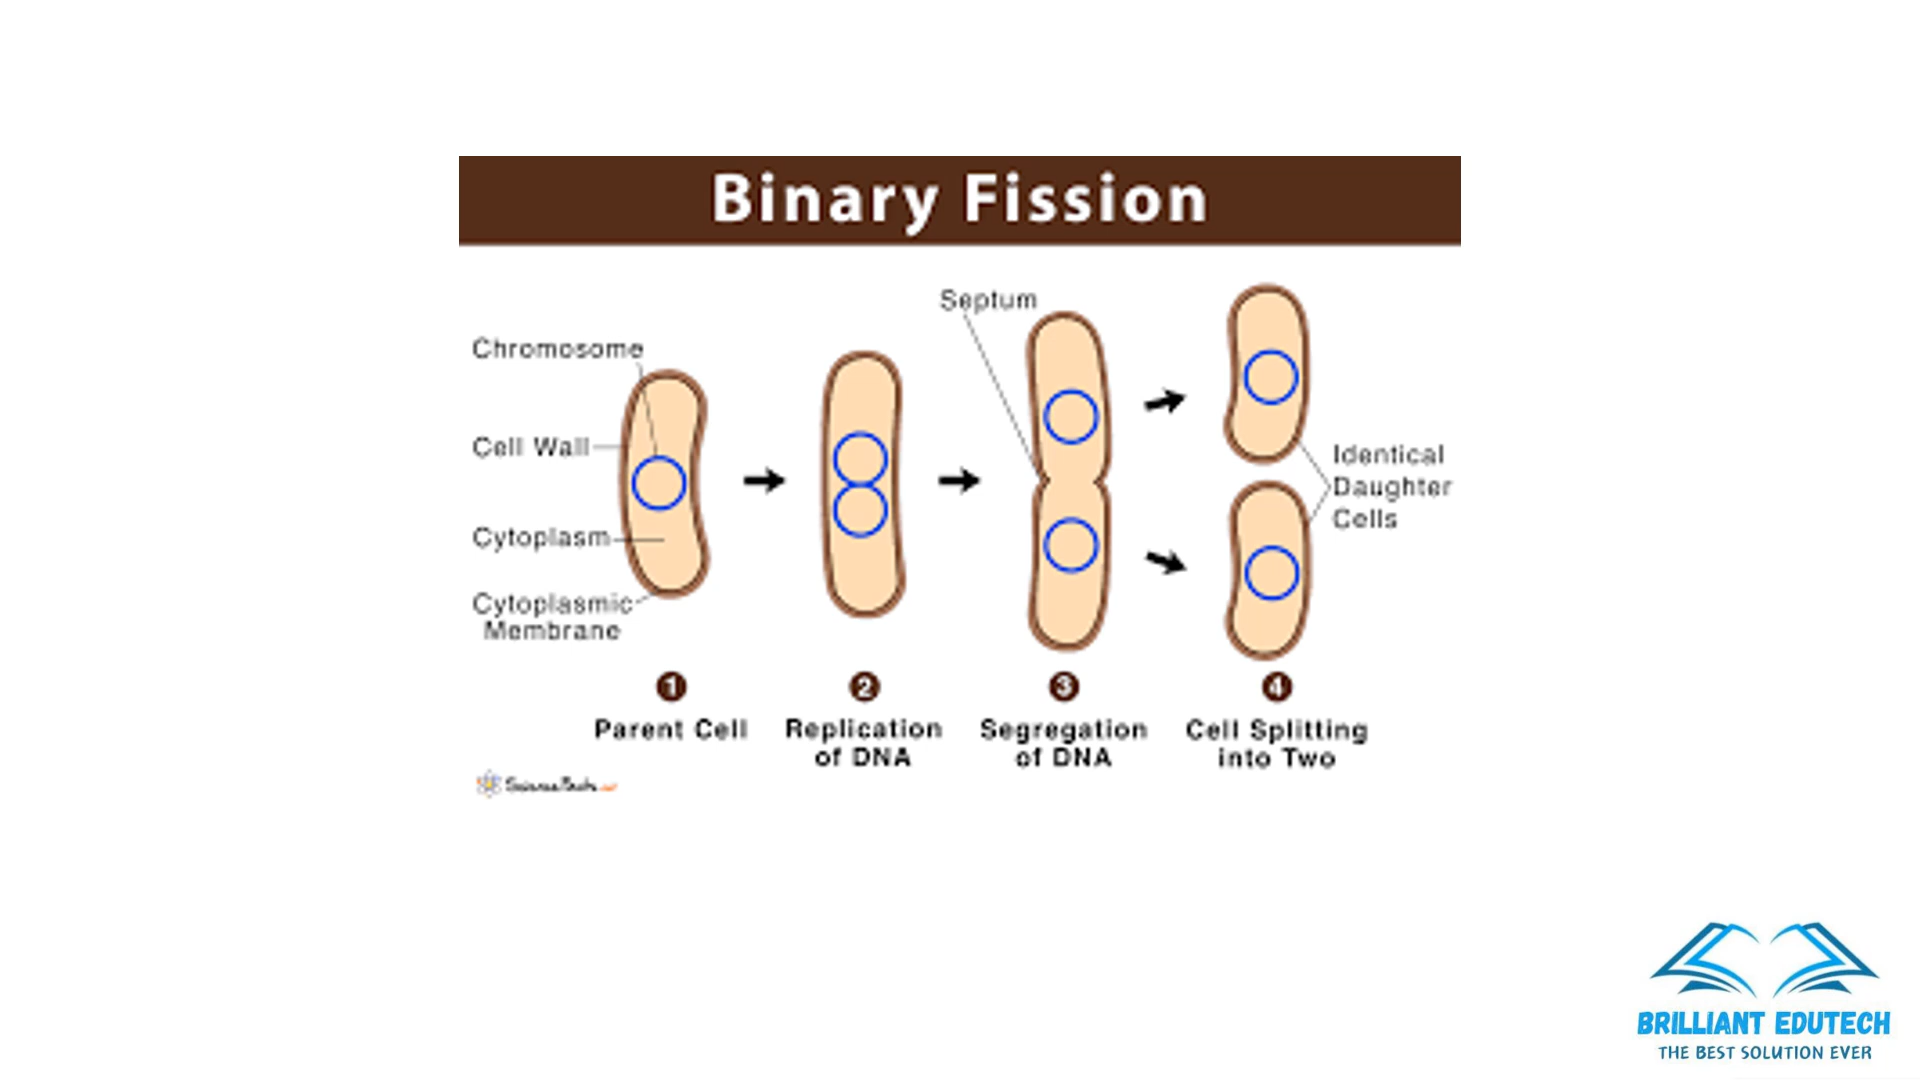 Binary Fission
Septum
Chromosome
Cell Wall
Cytoplasm
Cytoplasmic
Membrane
Identical
Daughter
Cells
1
2
3
4
Parent Cell
Replication
of DNA
Segregation
of DNA
Cell Splitting
into Two
BRILLIANT EDUTECH
THE BEST SOLUTION EVER